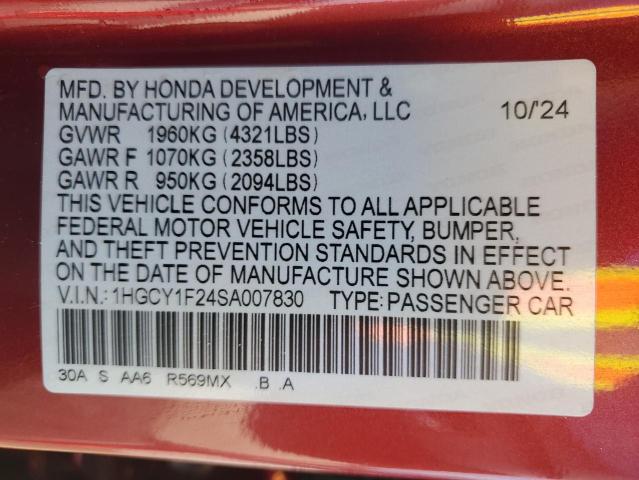 MFD. BY HONDA DEVELOPMENT &
MANUFACTURING OF AMERICA, LLC 10/'24
GVWR 1960KG (4321LBS)
GAWR F 1070KG (2358LBS)
GAWR R 950KG (2094LBS)
THIS VEHICLE CONFORMS TO ALL APPLICABLE
FEDERAL MOTOR VEHICLE SAFETY, BUMPER,
AND THEFT PREVENTION STANDARDS IN EFFECT
ON THE DATE OF MANUFACTURE SHOWN ABOVE.
V.I.N.: 1HGCY1F24SA007830 TYPE: PASSENGER CAR
30A S AA6 R569MX .B .A